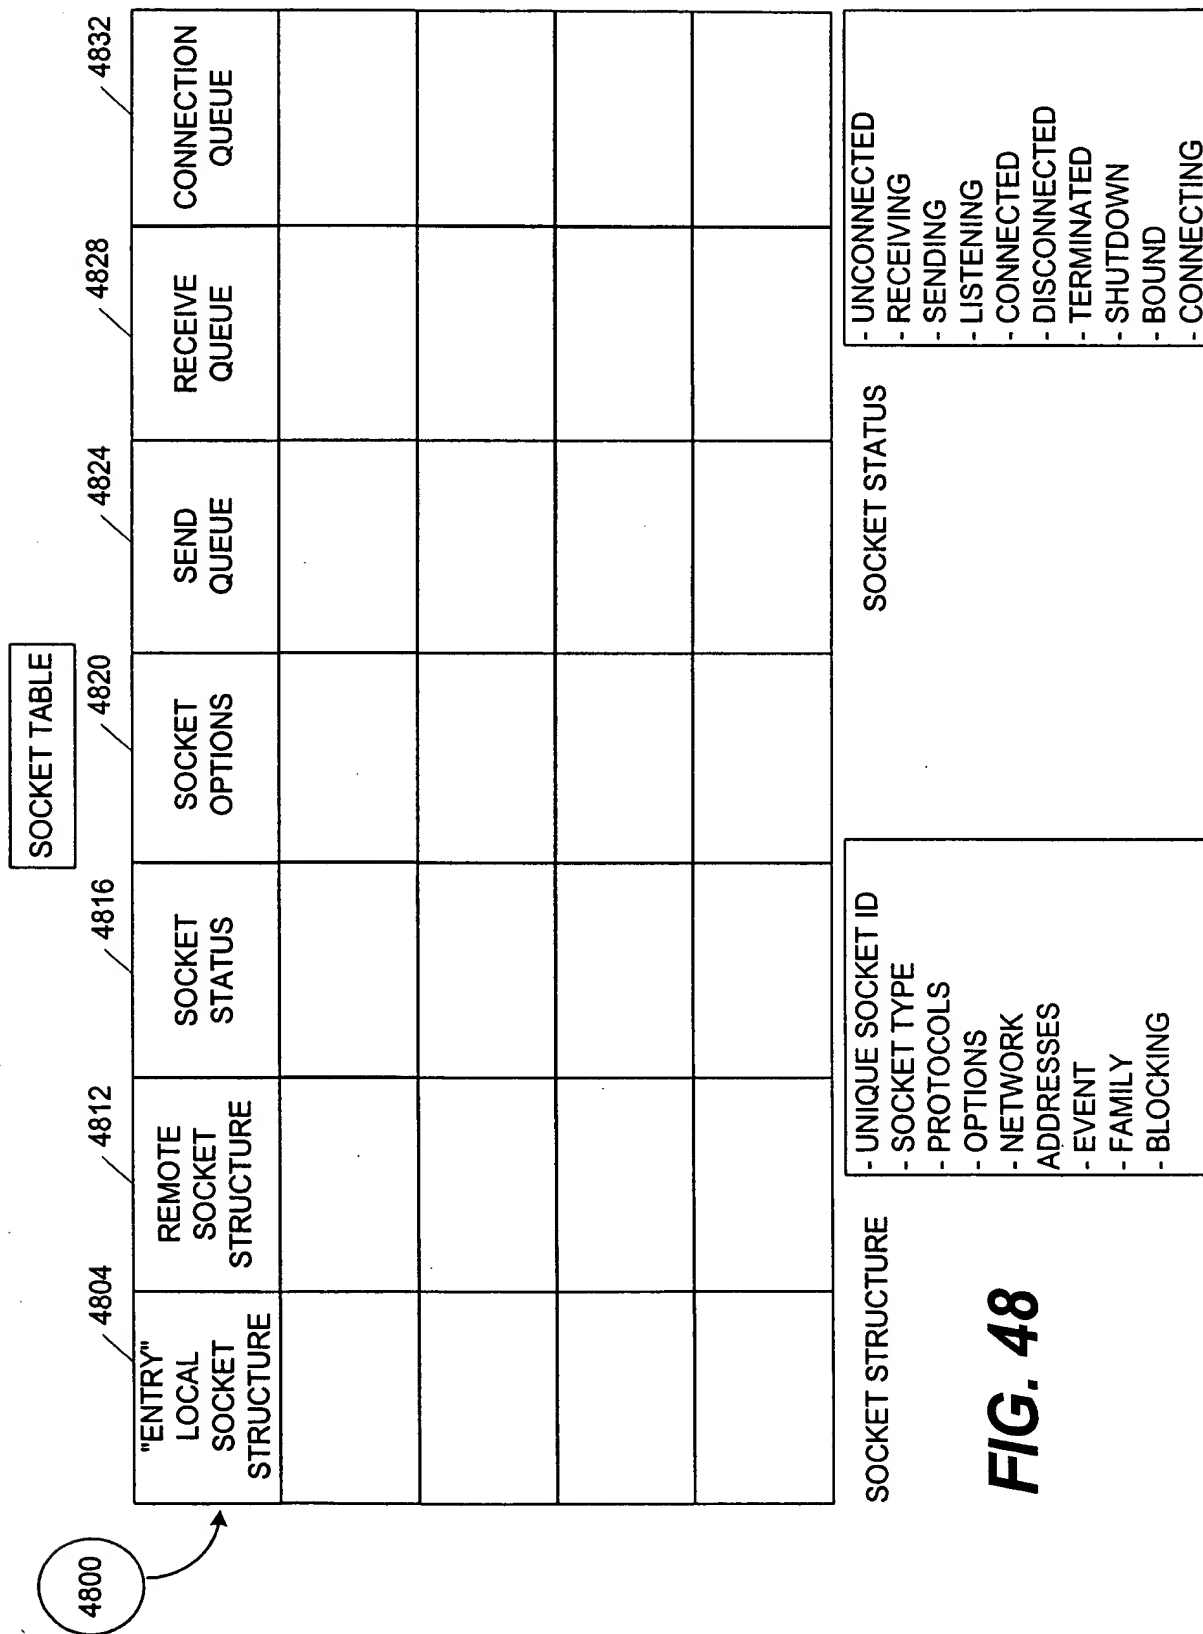 SOCKET TABLE
4800
4804
4812
4816
4820
4824
4828
4832
"ENTRY"
LOCAL
SOCKET
STRUCTURE
REMOTE
SOCKET
STRUCTURE
SOCKET
STATUS
SOCKET
OPTIONS
SEND
QUEUE
RECEIVE
QUEUE
CONNECTION
QUEUE
SOCKET STRUCTURE
- UNIQUE SOCKET ID
- SOCKET TYPE
- PROTOCOLS
- OPTIONS
- NETWORK
ADDRESSES
- EVENT
- FAMILY
- BLOCKING
SOCKET STATUS
- UNCONNECTED
- RECEIVING
- SENDING
- LISTENING
- CONNECTED
- DISCONNECTED
- TERMINATED
- SHUTDOWN
- BOUND
- CONNECTING
FIG. 48